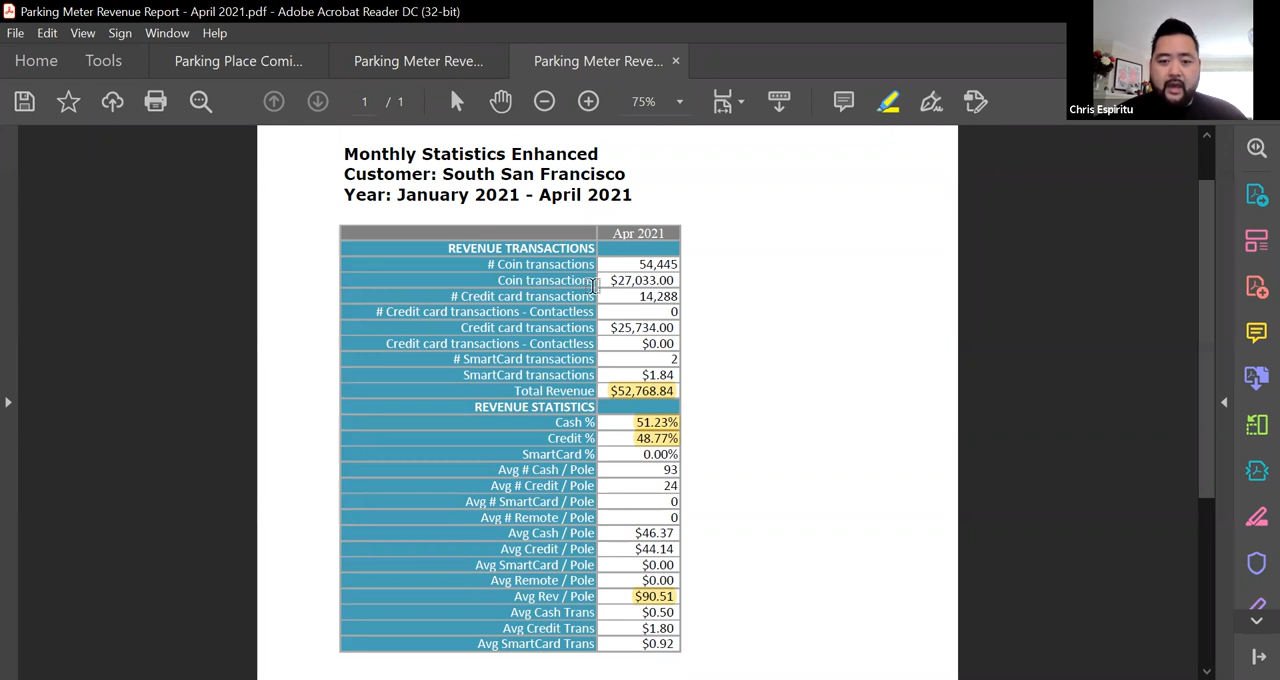 Parking Meter Revenue Report - April 2021.pdf - Adobe Acrobat Reader DC (32-bit)
File Edit View Sign Window Help
Home Tools Parking Place Comi... Parking Meter Reve... Parking Meter Reve... ×
1 / 1 75%
Chris Espiritu
Monthly Statistics Enhanced
Customer: South San Francisco
Year: January 2021 - April 2021
Apr 2021
REVENUE TRANSACTIONS
# Coin transactions 54,445
Coin transactions $27,033.00
# Credit card transactions 14,288
# Credit card transactions - Contactless 0
Credit card transactions $25,734.00
Credit card transactions - Contactless $0.00
# SmartCard transactions 2
SmartCard transactions $1.84
Total Revenue $52,768.84
REVENUE STATISTICS
Cash % 51.23%
Credit % 48.77%
SmartCard % 0.00%
Avg # Cash / Pole 93
Avg # Credit / Pole 24
Avg # SmartCard / Pole 0
Avg # Remote / Pole 0
Avg Cash / Pole $46.37
Avg Credit / Pole $44.14
Avg SmartCard / Pole $0.00
Avg Remote / Pole $0.00
Avg Rev / Pole $90.51
Avg Cash Trans $0.50
Avg Credit Trans $1.80
Avg SmartCard Trans $0.92